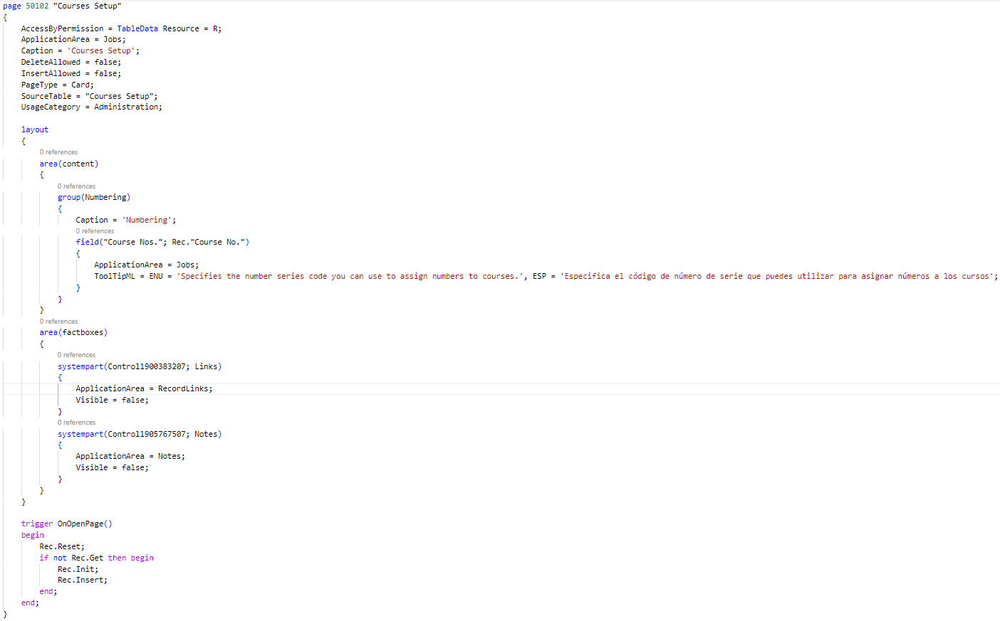 page 50102 "Courses Setup"
{
AccessByPermission = TableData Resource = R;
ApplicationArea = Jobs;
Caption = 'Courses Setup';
DeleteAllowed = false;
InsertAllowed = false;
PageType = Card;
SourceTable = "Courses Setup";
UsageCategory = Administration;
layout
{
0 references
area(content)
{
0 references
group(Numbering)
{
Caption = 'Numbering';
0 references
field("Course Nos."; Rec."Course No.")
{
ApplicationArea = Jobs;
ToolTipML = ENU = 'Specifies the number series code you can use to assign numbers to courses.', ESP = 'Especifica el código de número de serie que puedes utilizar para asignar números a los cursos';
}
}
}
0 references
area(factboxes)
{
0 references
systempart(Control1900383207; Links)
{
ApplicationArea = RecordLinks;
Visible = false;
}
0 references
systempart(Control1905767507; Notes)
{
ApplicationArea = Notes;
Visible = false;
}
}
}
trigger OnOpenPage()
begin
Rec.Reset;
if not Rec.Get then begin
Rec.Init;
Rec.Insert;
end;
end;
}